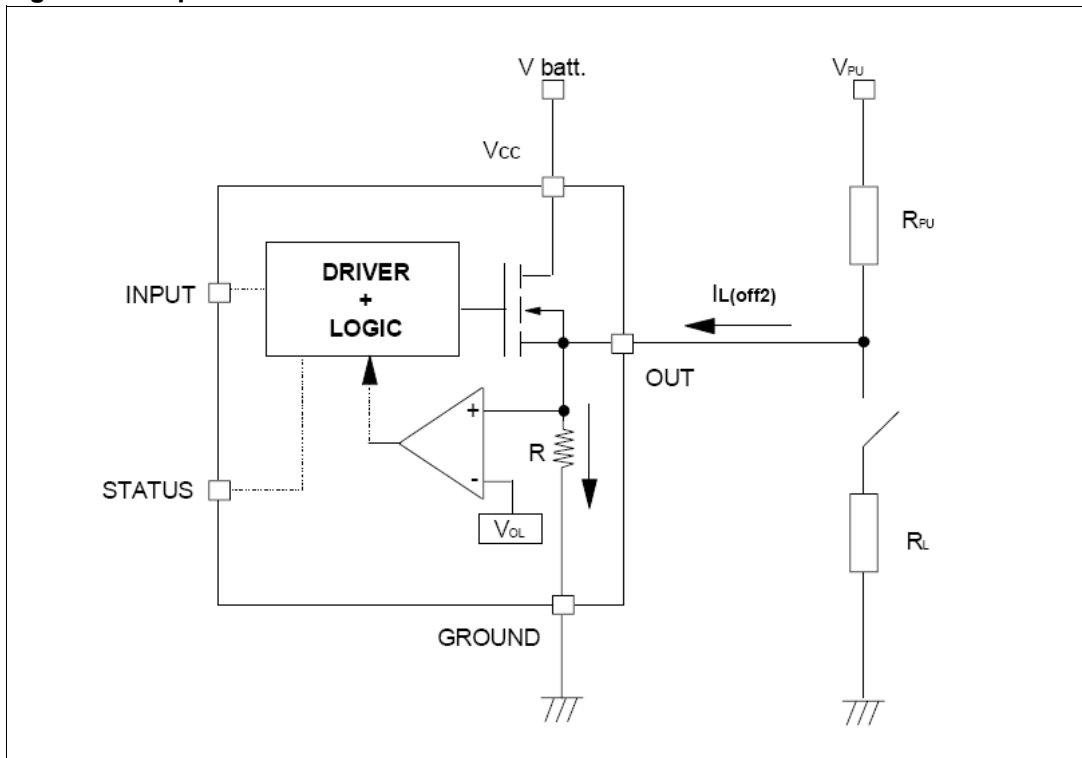 V batt.
VPU
Vcc
RPU
DRIVER
+
LOGIC
INPUT
IL(off2)
OUT
+
R
-
STATUS
VOL
RL
GROUND